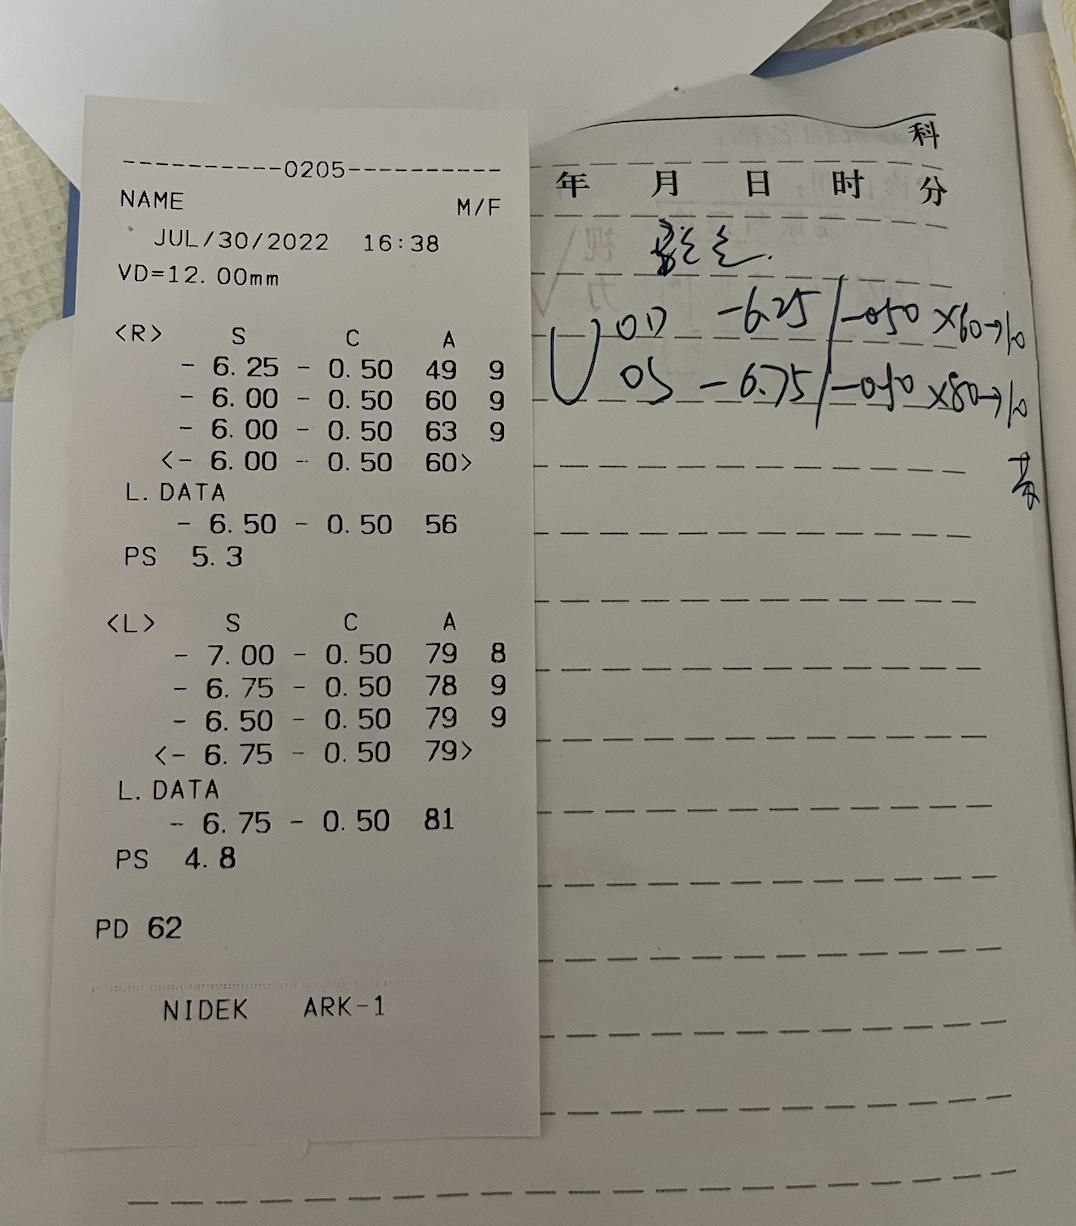 ----------0205----------
NAME M/F
JUL/30/2022 16:38
VD=12.00mm
<R> S C A
- 6.25 - 0.50 49 9
- 6.00 - 0.50 60 9
- 6.00 - 0.50 63 9
<- 6.00 - 0.50 60>
L.DATA
- 6.50 - 0.50 56
PS 5.3
<L> S C A
- 7.00 - 0.50 79 8
- 6.75 - 0.50 78 9
- 6.50 - 0.50 79 9
<- 6.75 - 0.50 79>
L.DATA
- 6.75 - 0.50 81
PS 4.8
PD 62
NIDEK ARK-1
科
年 月 日 时 分
OD -6.25/-0.50 ×60→1.0
OS -6.75/-0.50 ×80→1.0